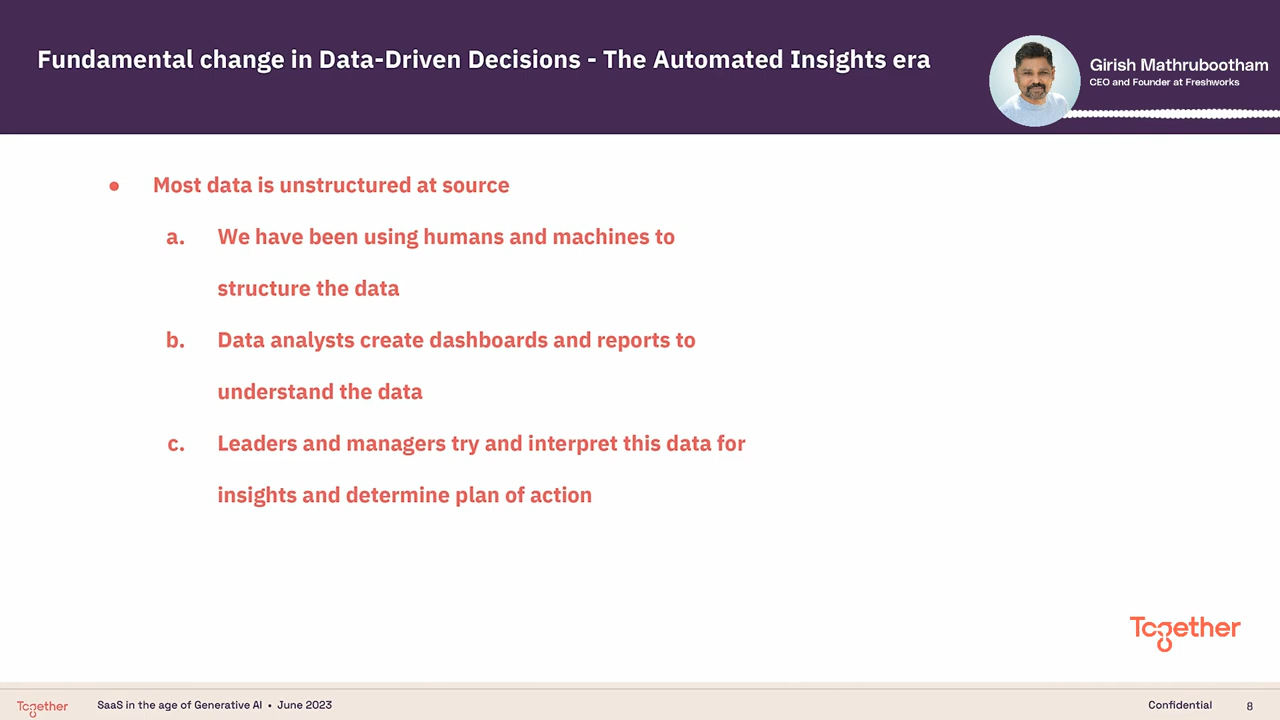 Fundamental change in Data-Driven Decisions - The Automated Insights era
Girish Mathrubootham
CEO and Founder at Freshworks
● Most data is unstructured at source
a. We have been using humans and machines to
structure the data
b. Data analysts create dashboards and reports to
understand the data
c. Leaders and managers try and interpret this data for
insights and determine plan of action
Together
Together
SaaS in the age of Generative AI • June 2023
Confidential
8